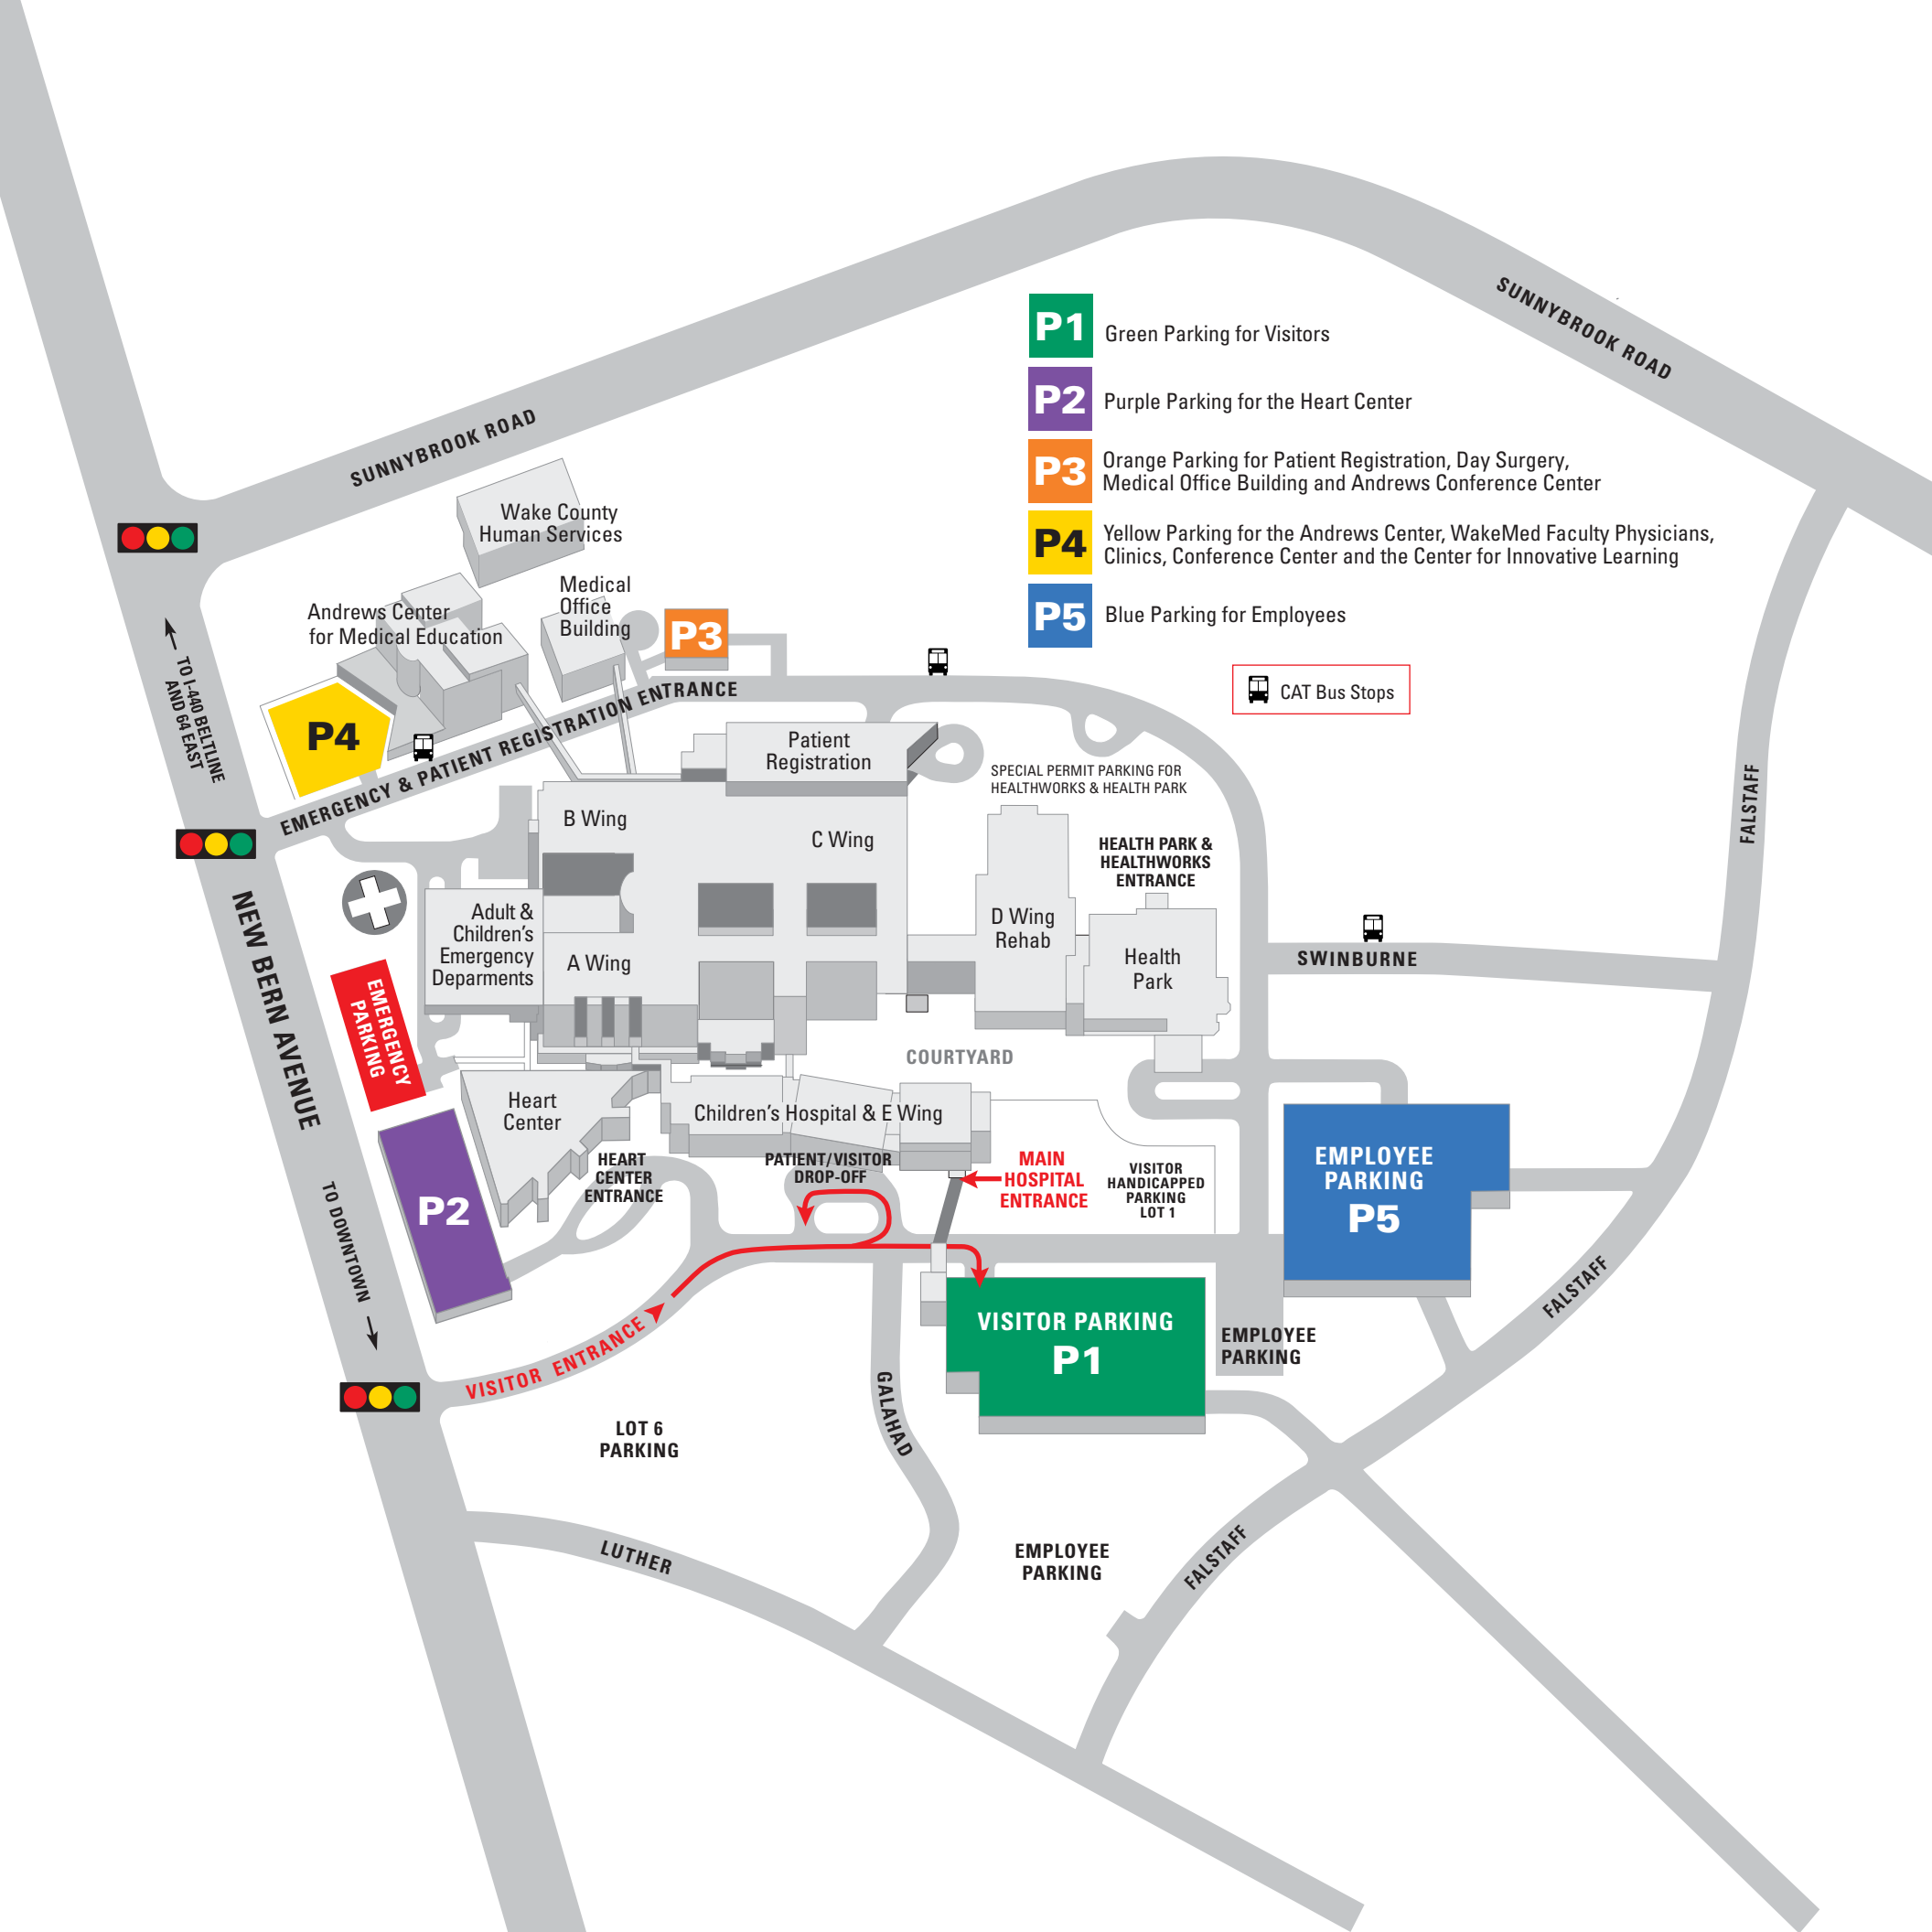 SUNNYBROOK ROAD
P1
Green Parking for Visitors
P2
Purple Parking for the Heart Center
P3
Orange Parking for Patient Registration, Day Surgery,
Medical Office Building and Andrews Conference Center
P4
Yellow Parking for the Andrews Center, WakeMed Faculty Physicians,
Clinics, Conference Center and the Center for Innovative Learning
P5
Blue Parking for Employees
CAT Bus Stops
SUNNYBROOK ROAD
Wake County
Human Services
Medical
Office
Building
Andrews Center
for Medical Education
P3
P4
TO I-440 BELTLINE
AND 64 EAST
EMERGENCY & PATIENT REGISTRATION ENTRANCE
Patient
Registration
SPECIAL PERMIT PARKING FOR
HEALTHWORKS & HEALTH PARK
B Wing
C Wing
HEALTH PARK &
HEALTHWORKS
ENTRANCE
FALSTAFF
NEW BERN AVENUE
Adult &
Children's
Emergency
Deparments
A Wing
D Wing
Rehab
Health
Park
SWINBURNE
EMERGENCY
PARKING
COURTYARD
Heart
Center
Children's Hospital & E Wing
HEART
CENTER
ENTRANCE
PATIENT/VISITOR
DROP-OFF
MAIN
HOSPITAL
ENTRANCE
VISITOR
HANDICAPPED
PARKING
LOT 1
EMPLOYEE
PARKING
P5
P2
TO DOWNTOWN
VISITOR ENTRANCE
VISITOR PARKING
P1
EMPLOYEE
PARKING
FALSTAFF
GALAHAD
LOT 6
PARKING
LUTHER
EMPLOYEE
PARKING
FALSTAFF